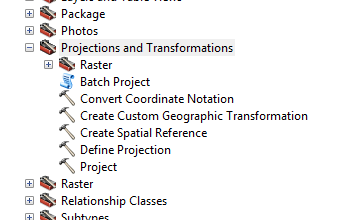 Package
Photos
Projections and Transformations
Raster
Batch Project
Convert Coordinate Notation
Create Custom Geographic Transformation
Create Spatial Reference
Define Projection
Project
Raster
Relationship Classes
Subtypes